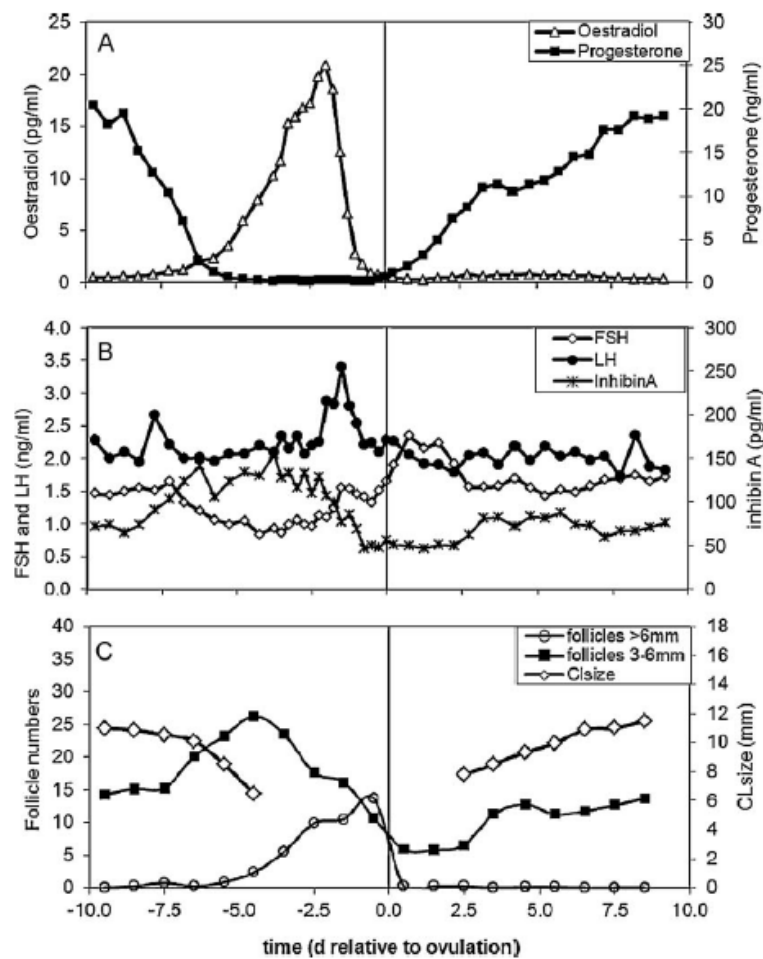 A
Oestradiol
Progesterone
Oestradiol (pg/ml)
25
20
15
10
5
0
Progesterone (ng/ml)
30
25
20
15
10
5
0
B
FSH
LH
InhibinA
FSH and LH (ng/ml)
4.0
3.5
3.0
2.5
2.0
1.5
1.0
0.5
0.0
inhibin A (pg/ml)
300
250
200
150
100
50
0
C
follicles >6mm
follicles 3-6mm
Clsize
Follicle numbers
40
35
30
25
20
15
10
5
0
CLsize (mm)
18
16
14
12
10
8
6
4
2
0
-10.0 -7.5 -5.0 -2.5 0.0 2.5 5.0 7.5 10.0
time (d relative to ovulation)